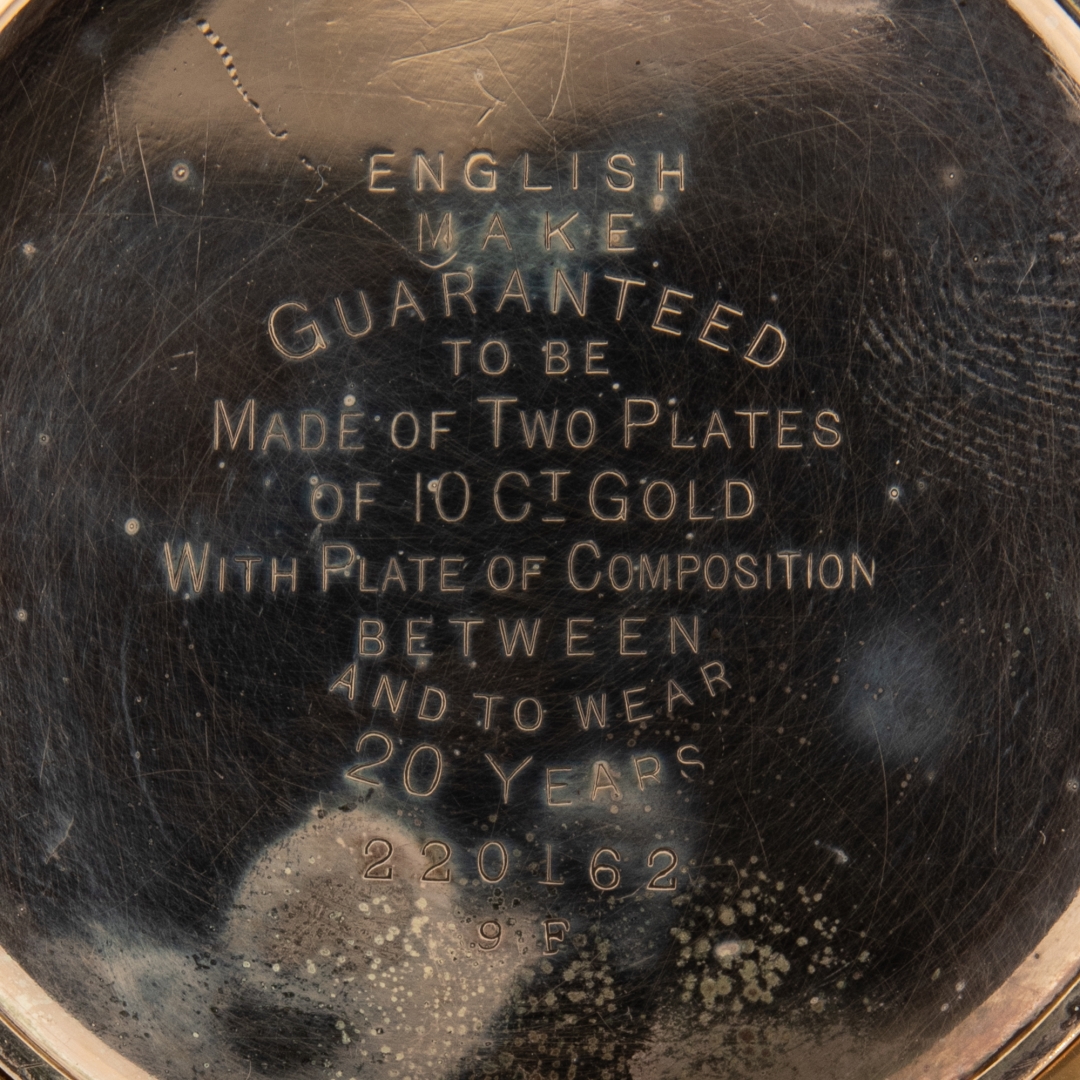 ENGLISH
MAKE
GUARANTEED
TO BE
MADE OF TWO PLATES
OF 10 CT GOLD
WITH PLATE OF COMPOSITION
BETWEEN
AND TO WEAR
20 YEARS
220162
9 F